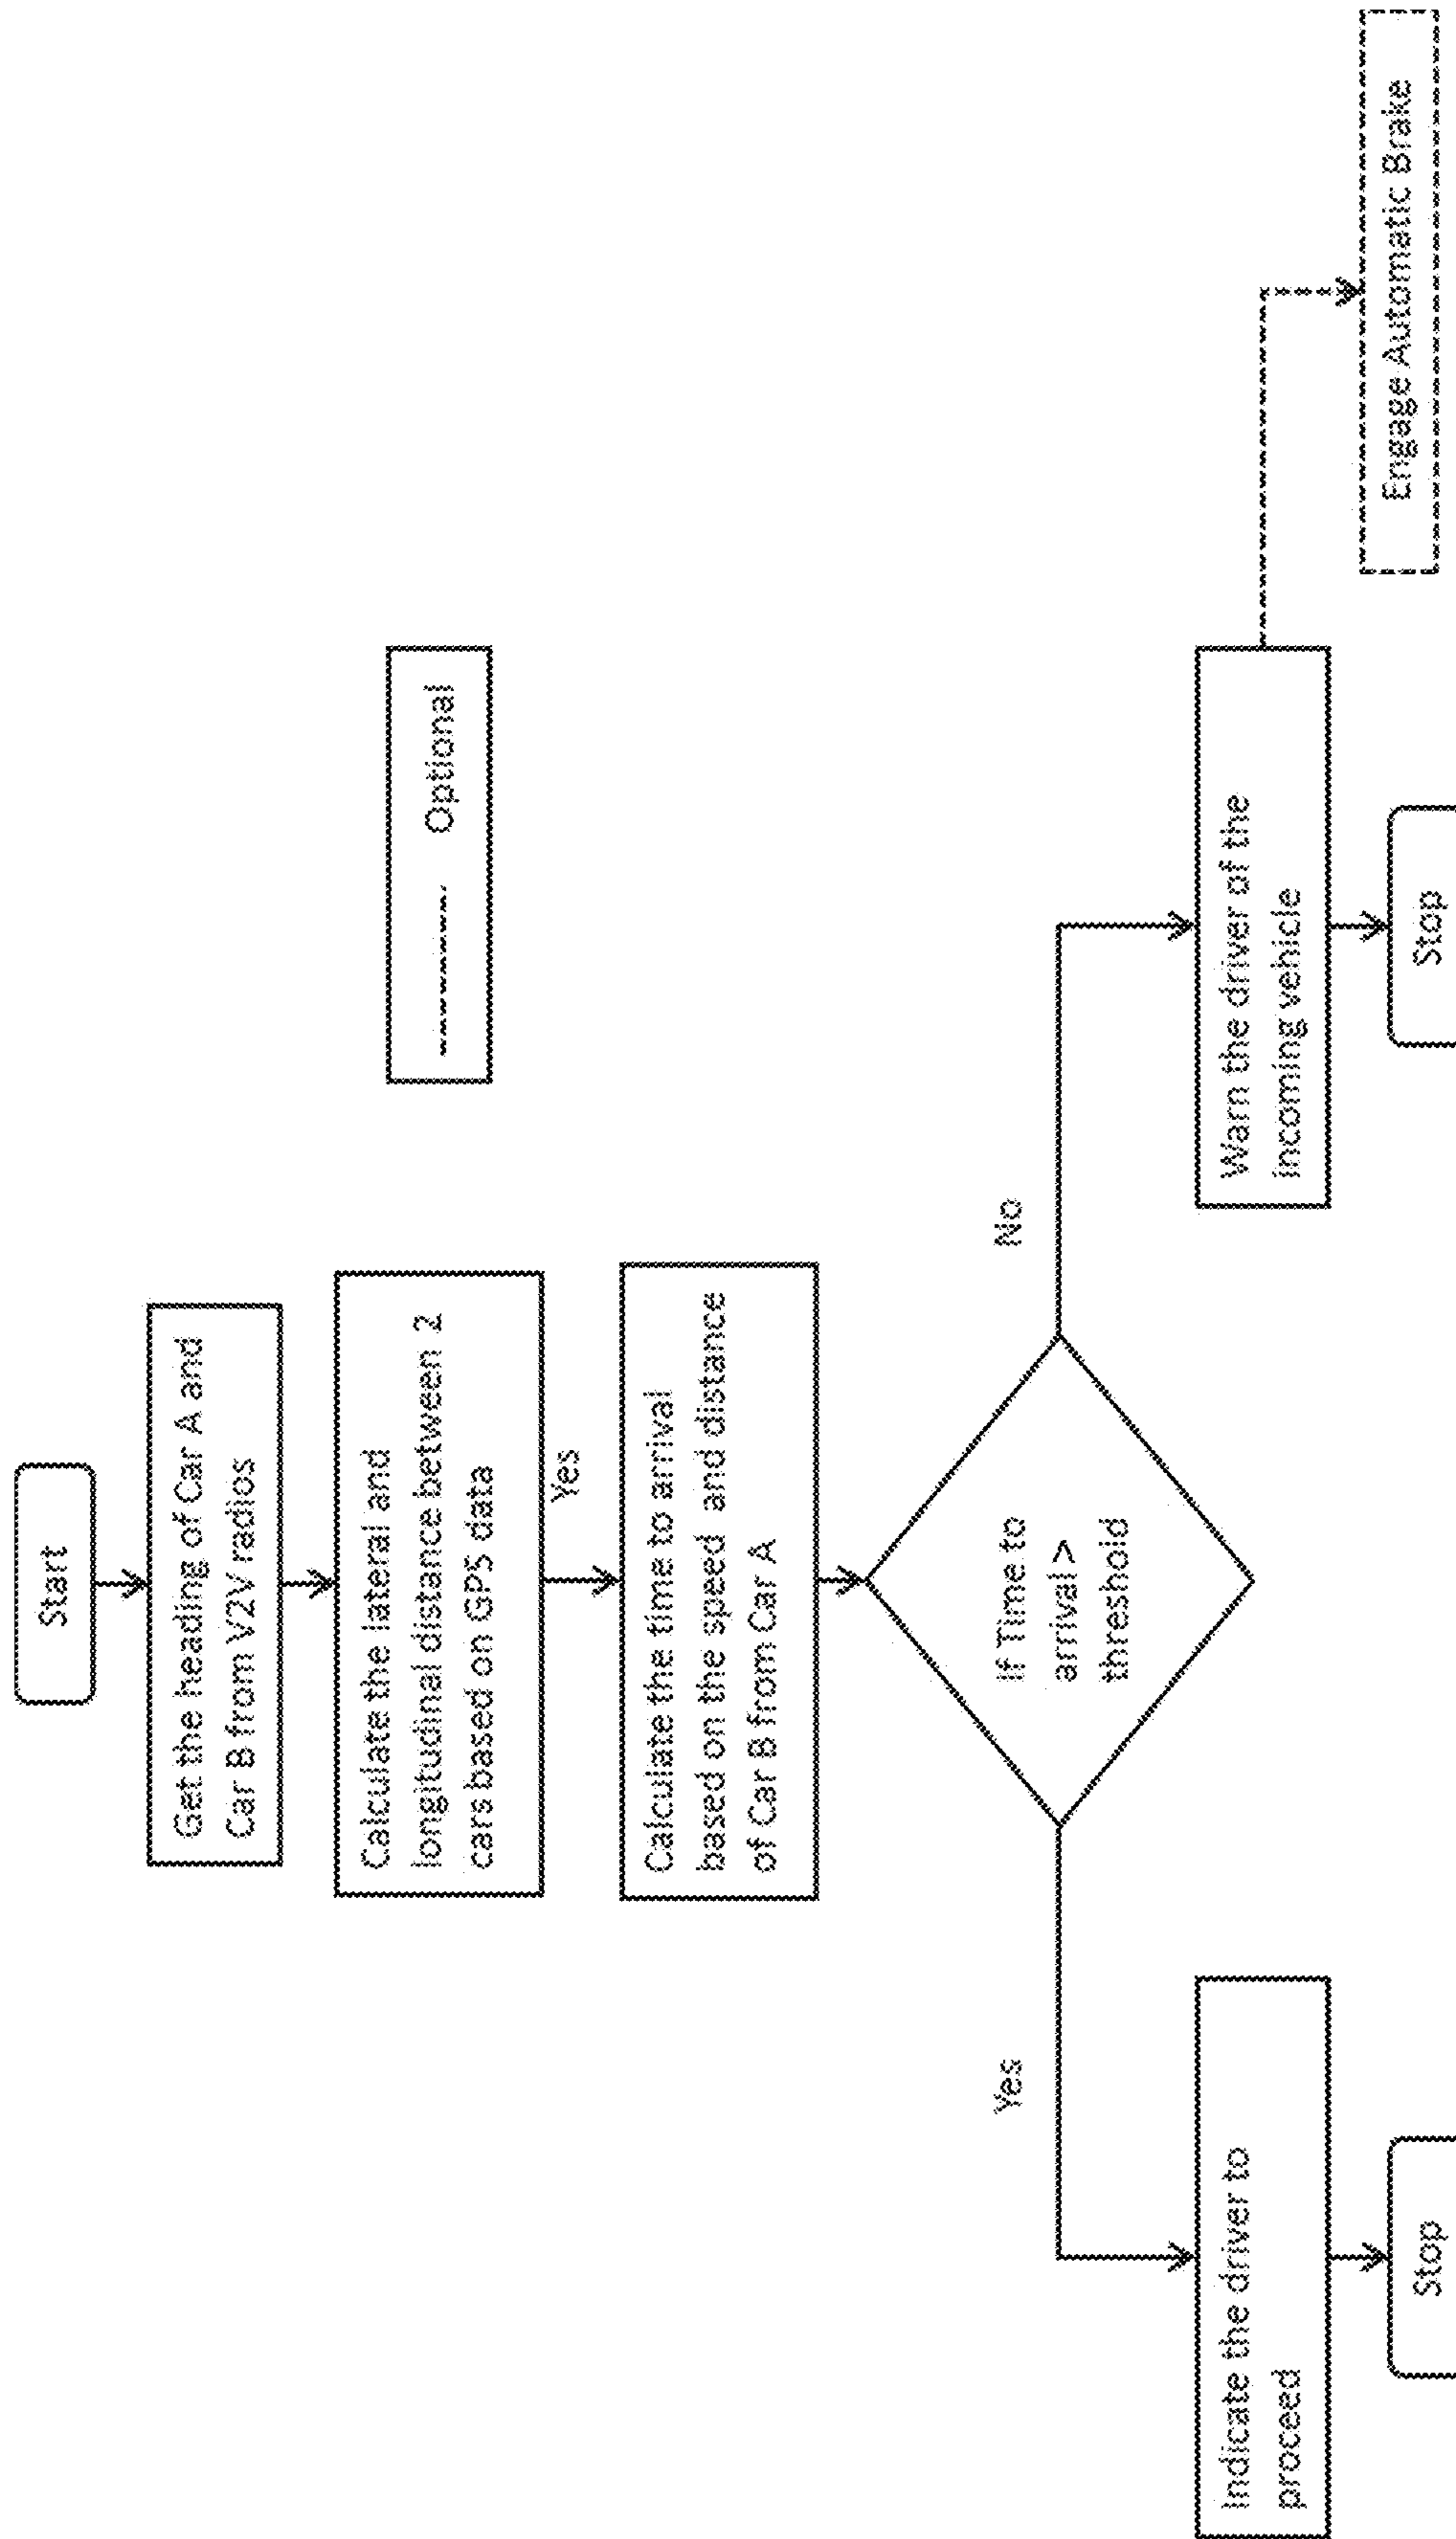 Start
Get the heading of Car A and
Car B from V2V radios
Calculate the lateral and
longitudinal distance between 2
cars based on GPS data
Optional
Yes
Calculate the time to arrival
based on the speed and distance
of Car B from Car A
If Time to
arrival >
threshold
Yes
No
Indicate the driver to
proceed
Warn the driver of the
incoming vehicle
Stop
Stop
Engage Automatic Brake